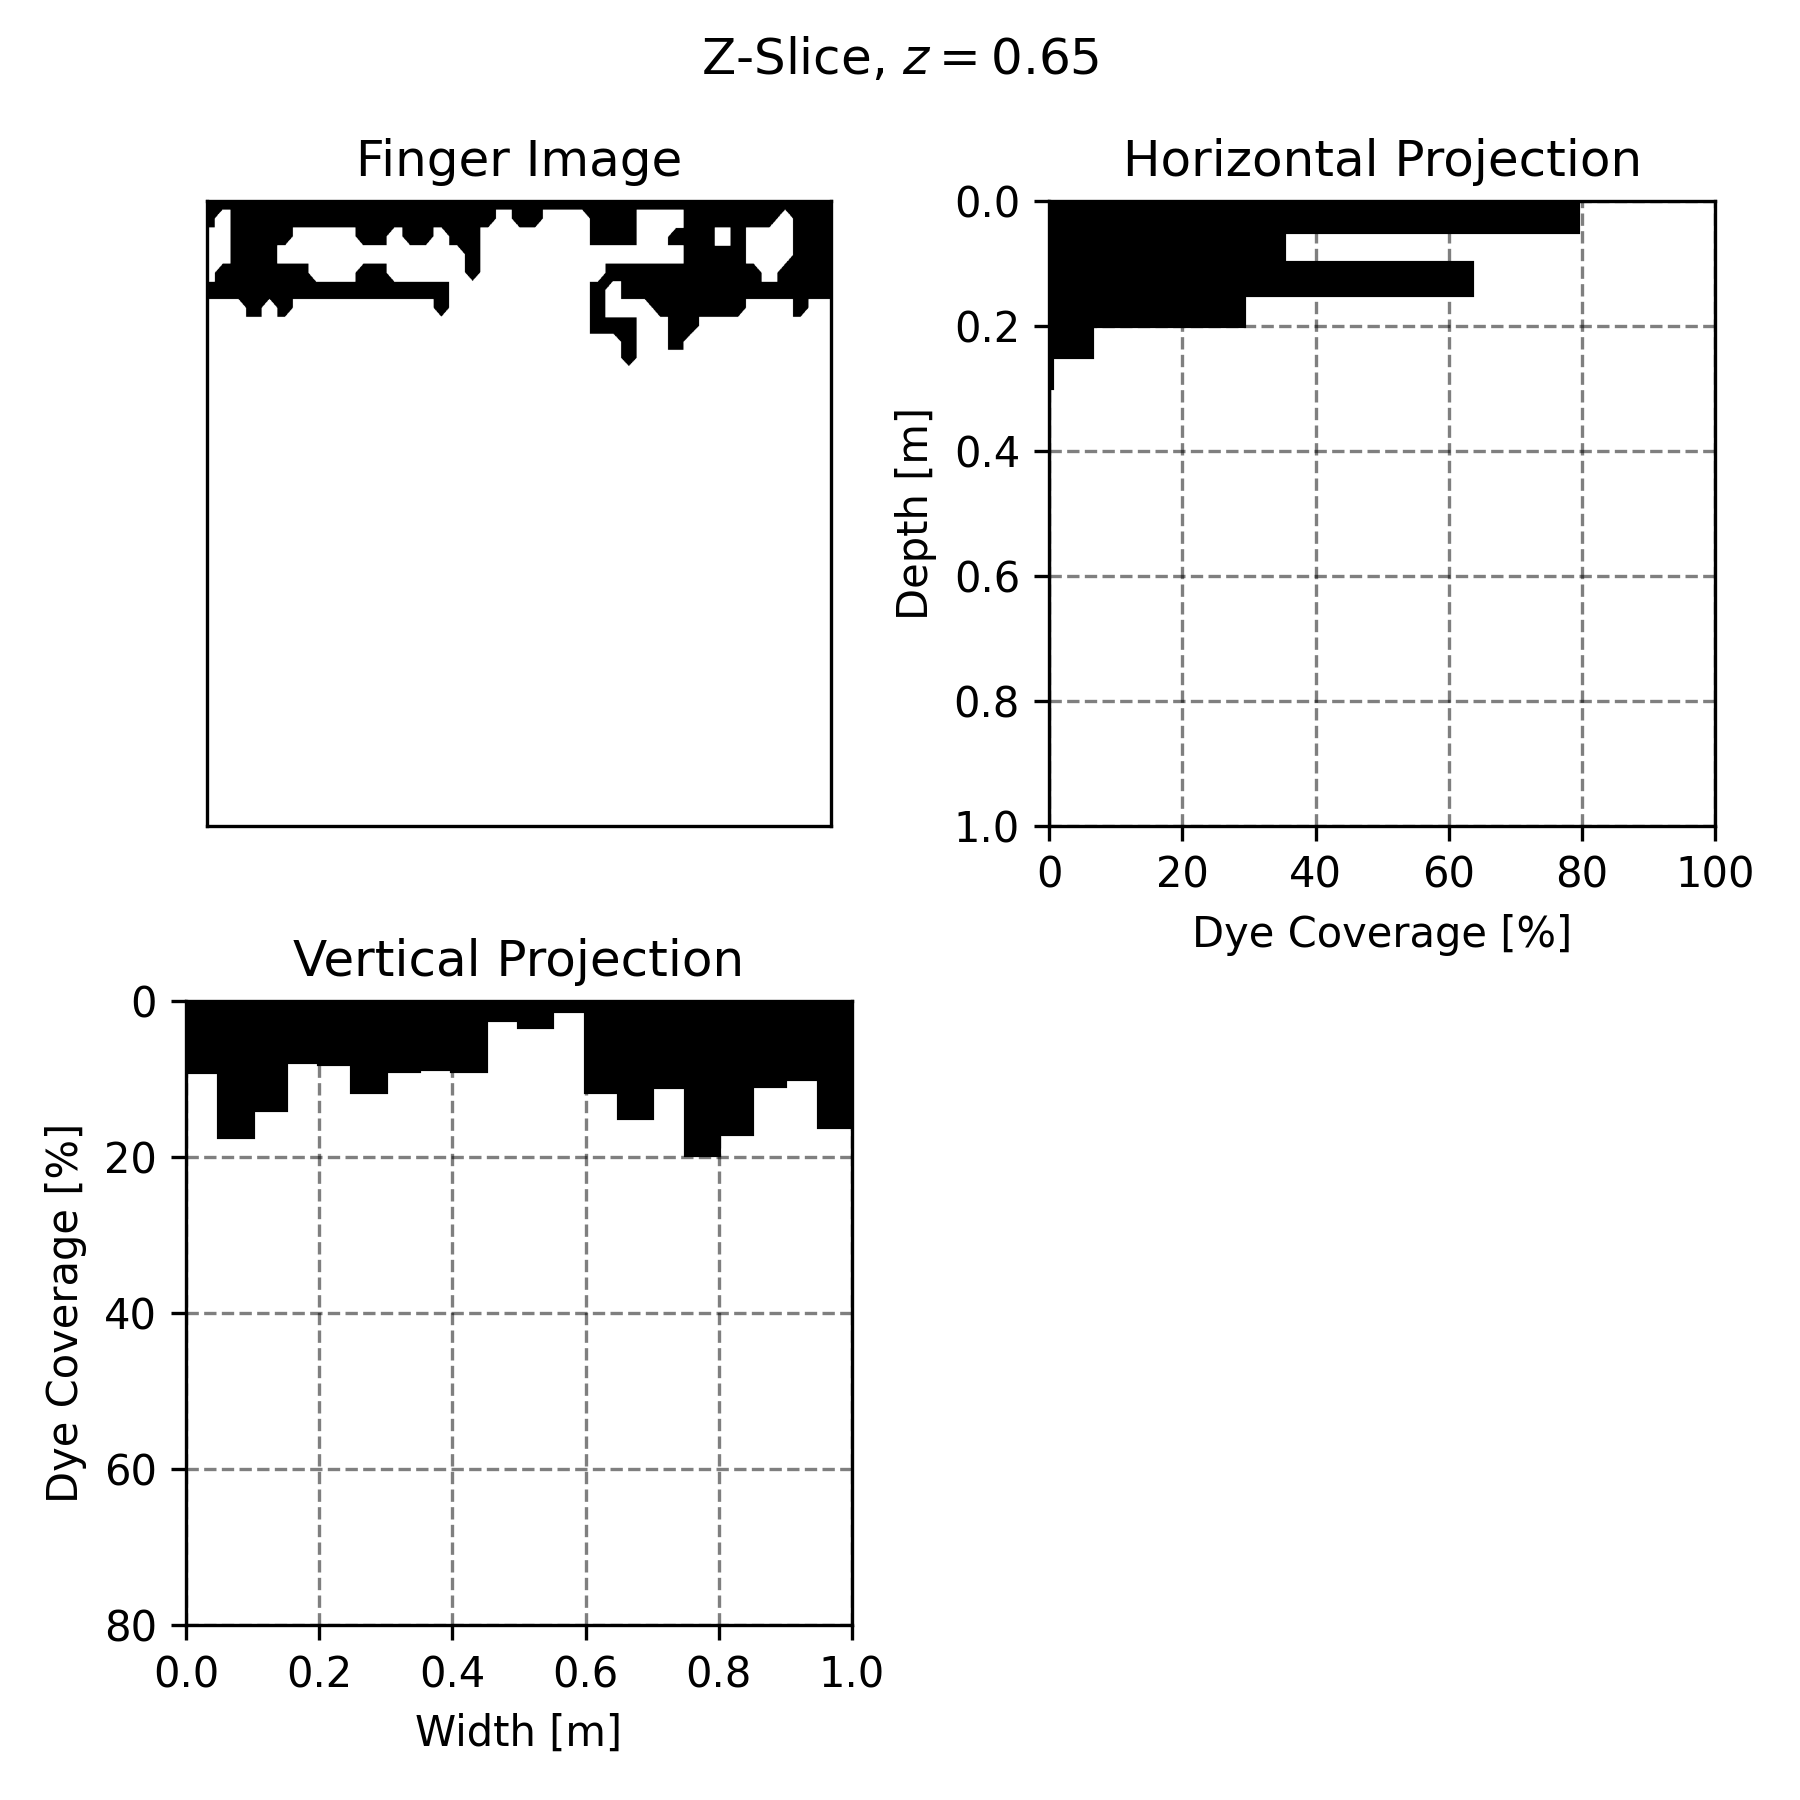 Z-Slice, z = 0.65
Finger Image
Horizontal Projection
0.0
0.2
0.4
0.6
0.8
1.0
Depth [m]
0 20 40 60 80 100
Dye Coverage [%]
Vertical Projection
0
20
40
60
80
Dye Coverage [%]
0.0 0.2 0.4 0.6 0.8 1.0
Width [m]